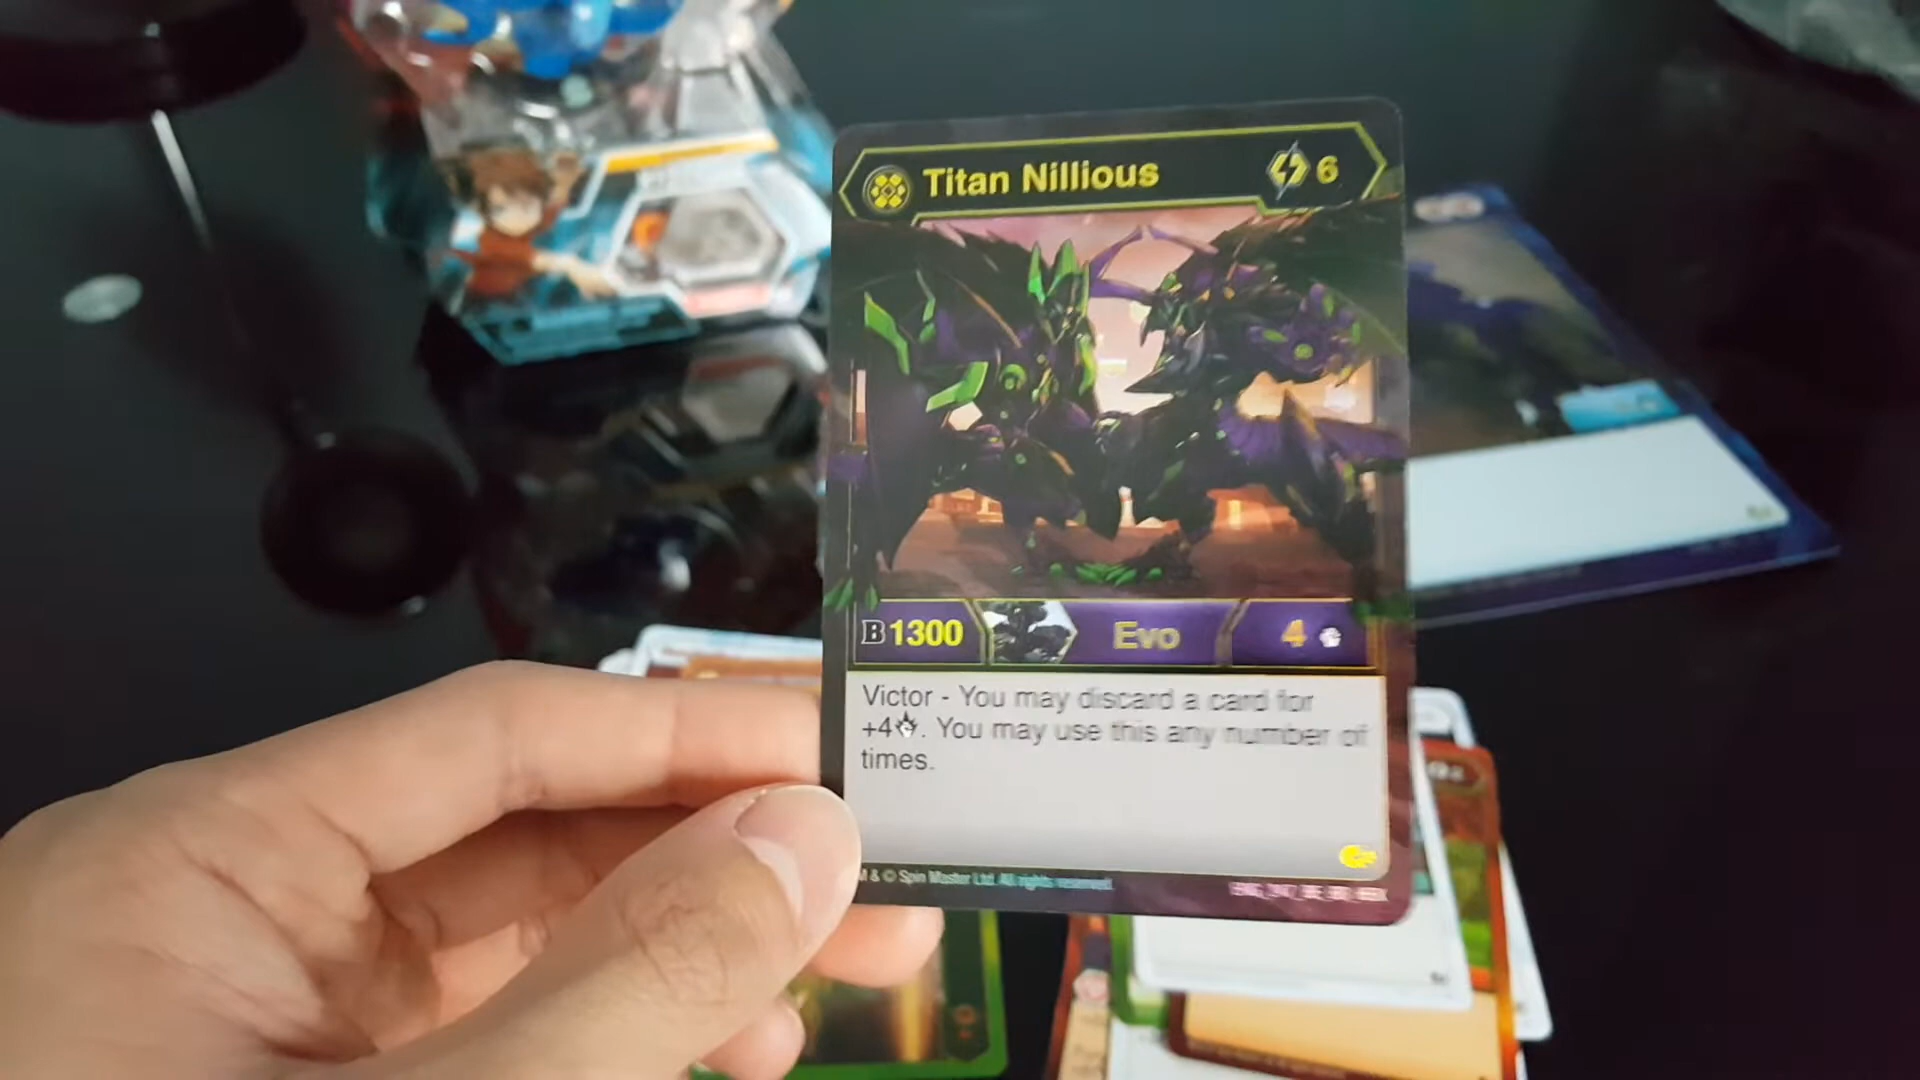 Titan Nillious 6
B 1300 Evo 4
Victor - You may discard a card for
+4. You may use this any number of
times.
M & © Spin Master Ltd. All rights reserved.